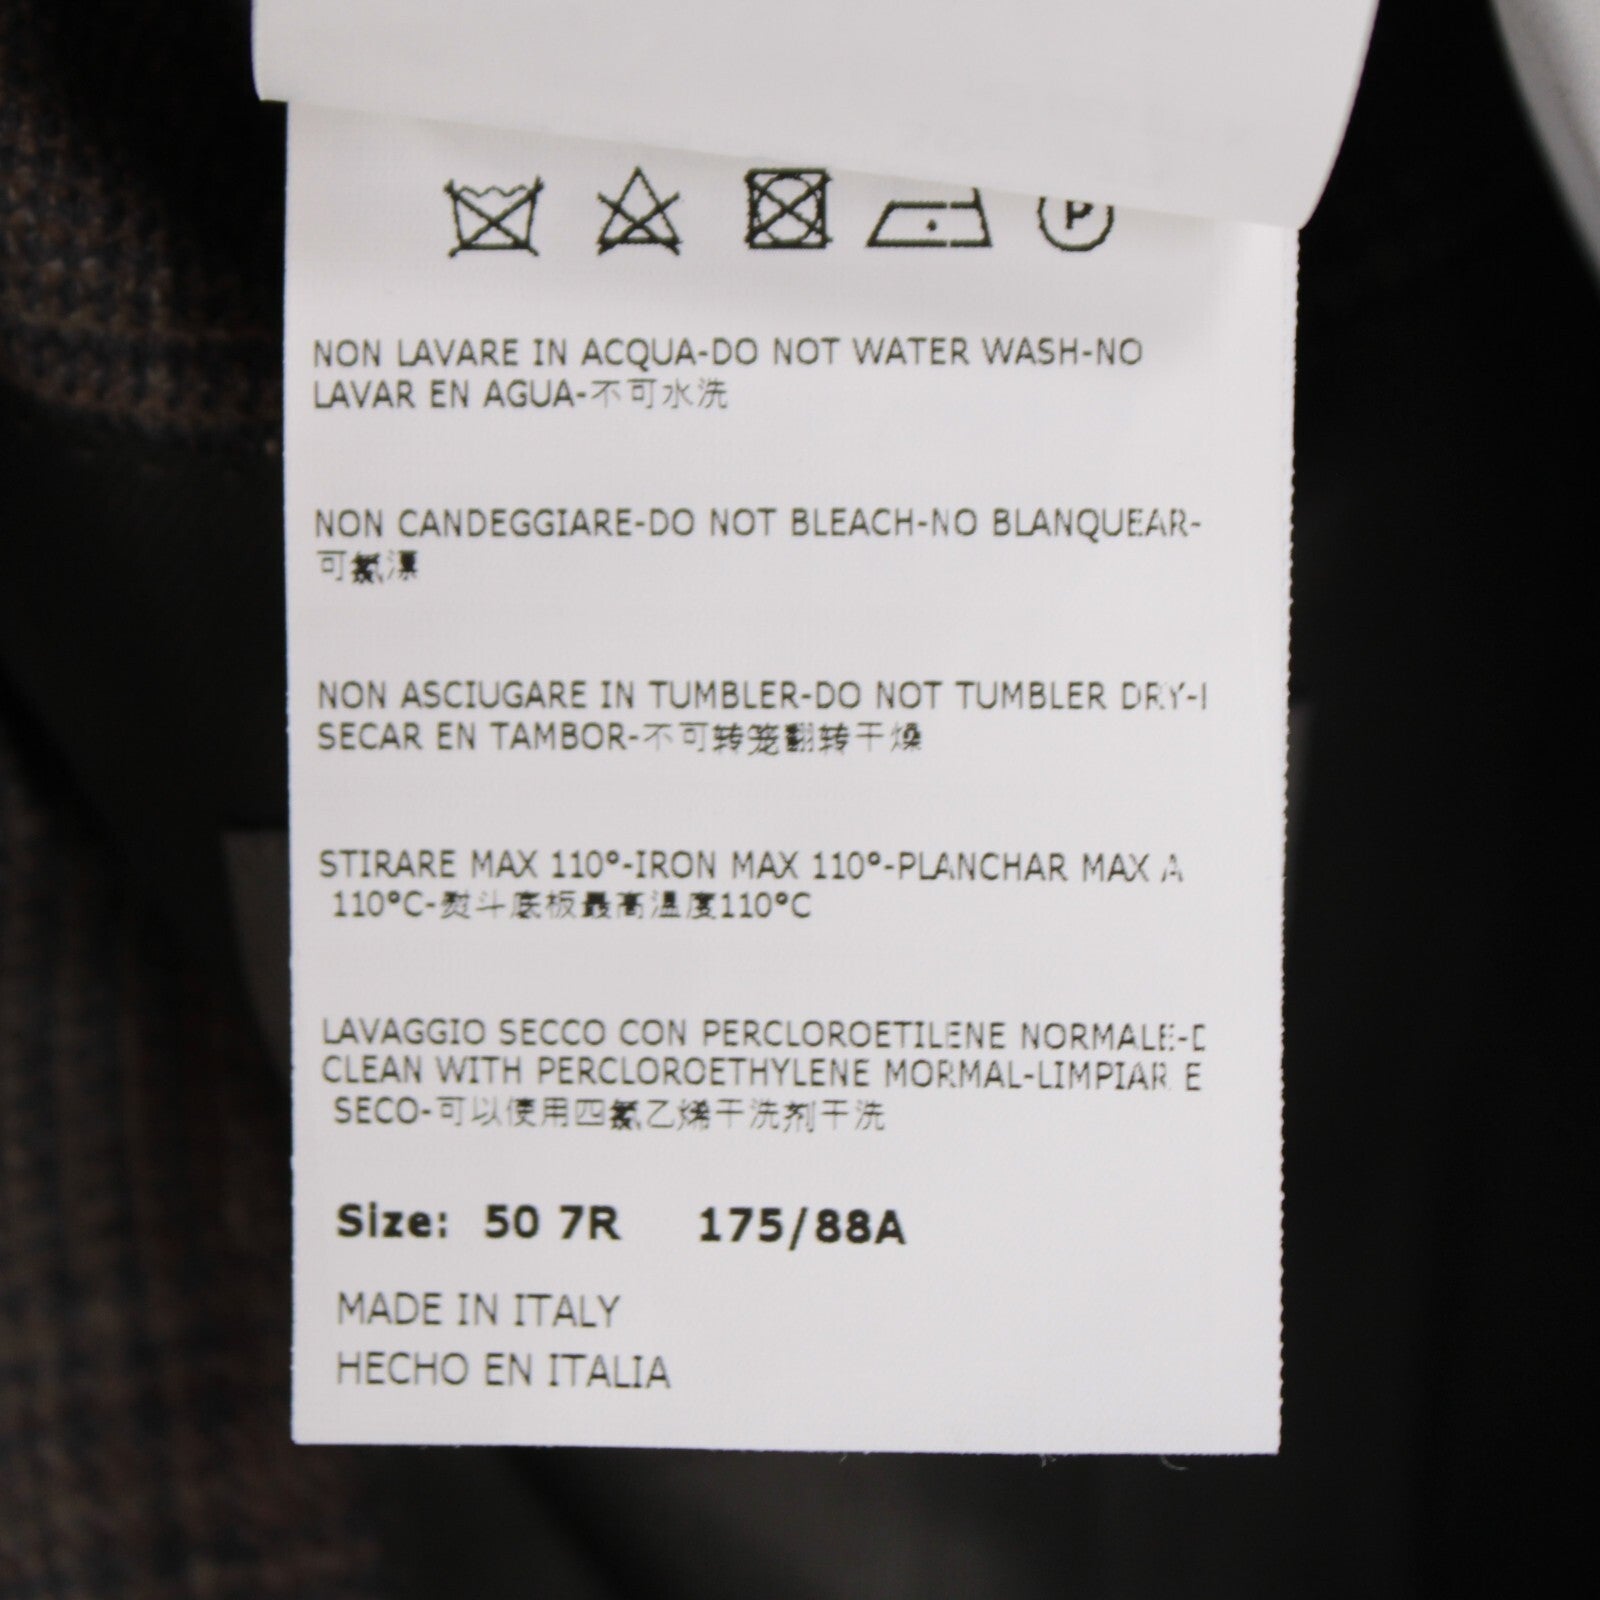 P
NON LAVARE IN ACQUA-DO NOT WATER WASH-NO
LAVAR EN AGUA-不可水洗
NON CANDEGGIARE-DO NOT BLEACH-NO BLANQUEAR-
可氯漂
NON ASCIUGARE IN TUMBLER-DO NOT TUMBLER DRY-
SECAR EN TAMBOR-不可转笼翻转干燥
STIRARE MAX 110°-IRON MAX 110°-PLANCHAR MAX A
110°C-熨斗底板最高温度110°C
LAVAGGIO SECCO CON PERCLOROETILENE NORMALE-
CLEAN WITH PERCLOROETHYLENE MORMAL-LIMPIAR E
SECO-可以使用四氯乙烯干洗剂干洗
Size: 50 7R 175/88A
MADE IN ITALY
HECHO EN ITALIA